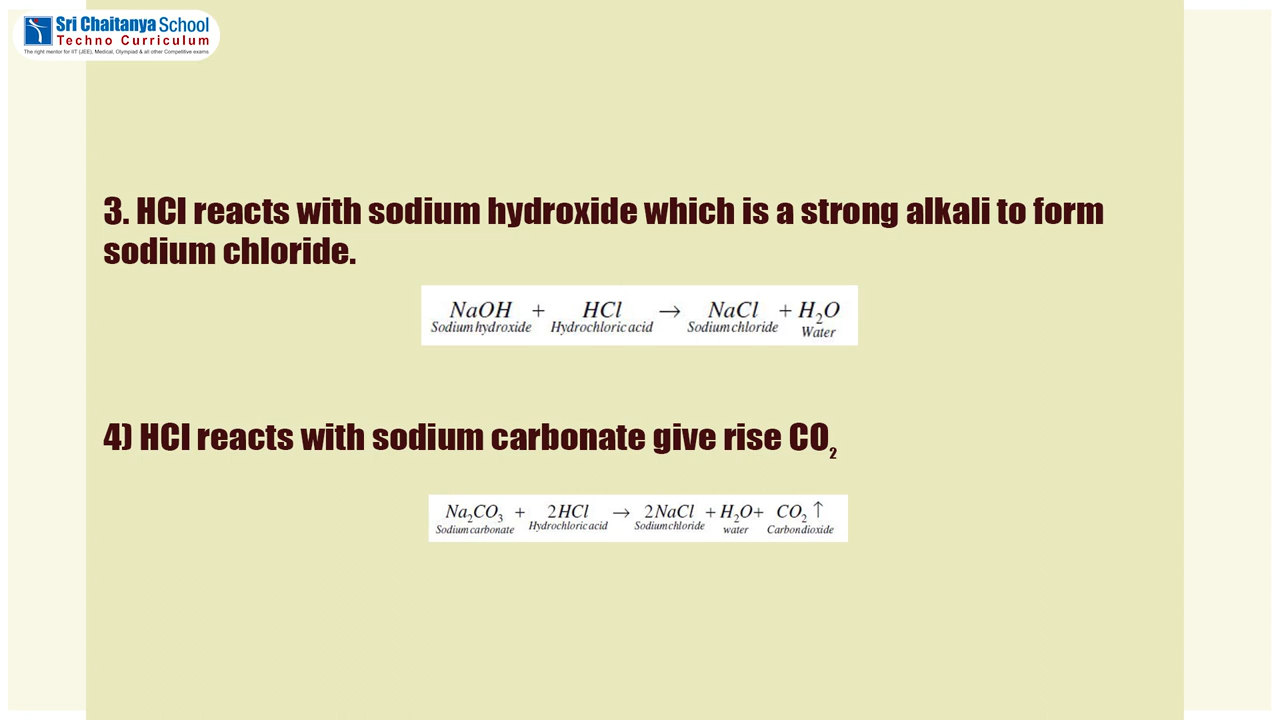 Sri Chaitanya School
Techno Curriculum
The right mentor for IIT (JEE), Medical, Olympiad & all other Competitive exams
3. HCl reacts with sodium hydroxide which is a strong alkali to form
sodium chloride.
NaOH + HCl → NaCl + H₂O
Sodium hydroxide Hydrochloric acid Sodium chloride Water
4) HCl reacts with sodium carbonate give rise CO₂
Na₂CO₃ + 2HCl → 2NaCl + H₂O + CO₂ ↑
Sodium carbonate Hydrochloric acid Sodium chloride water Carbon dioxide